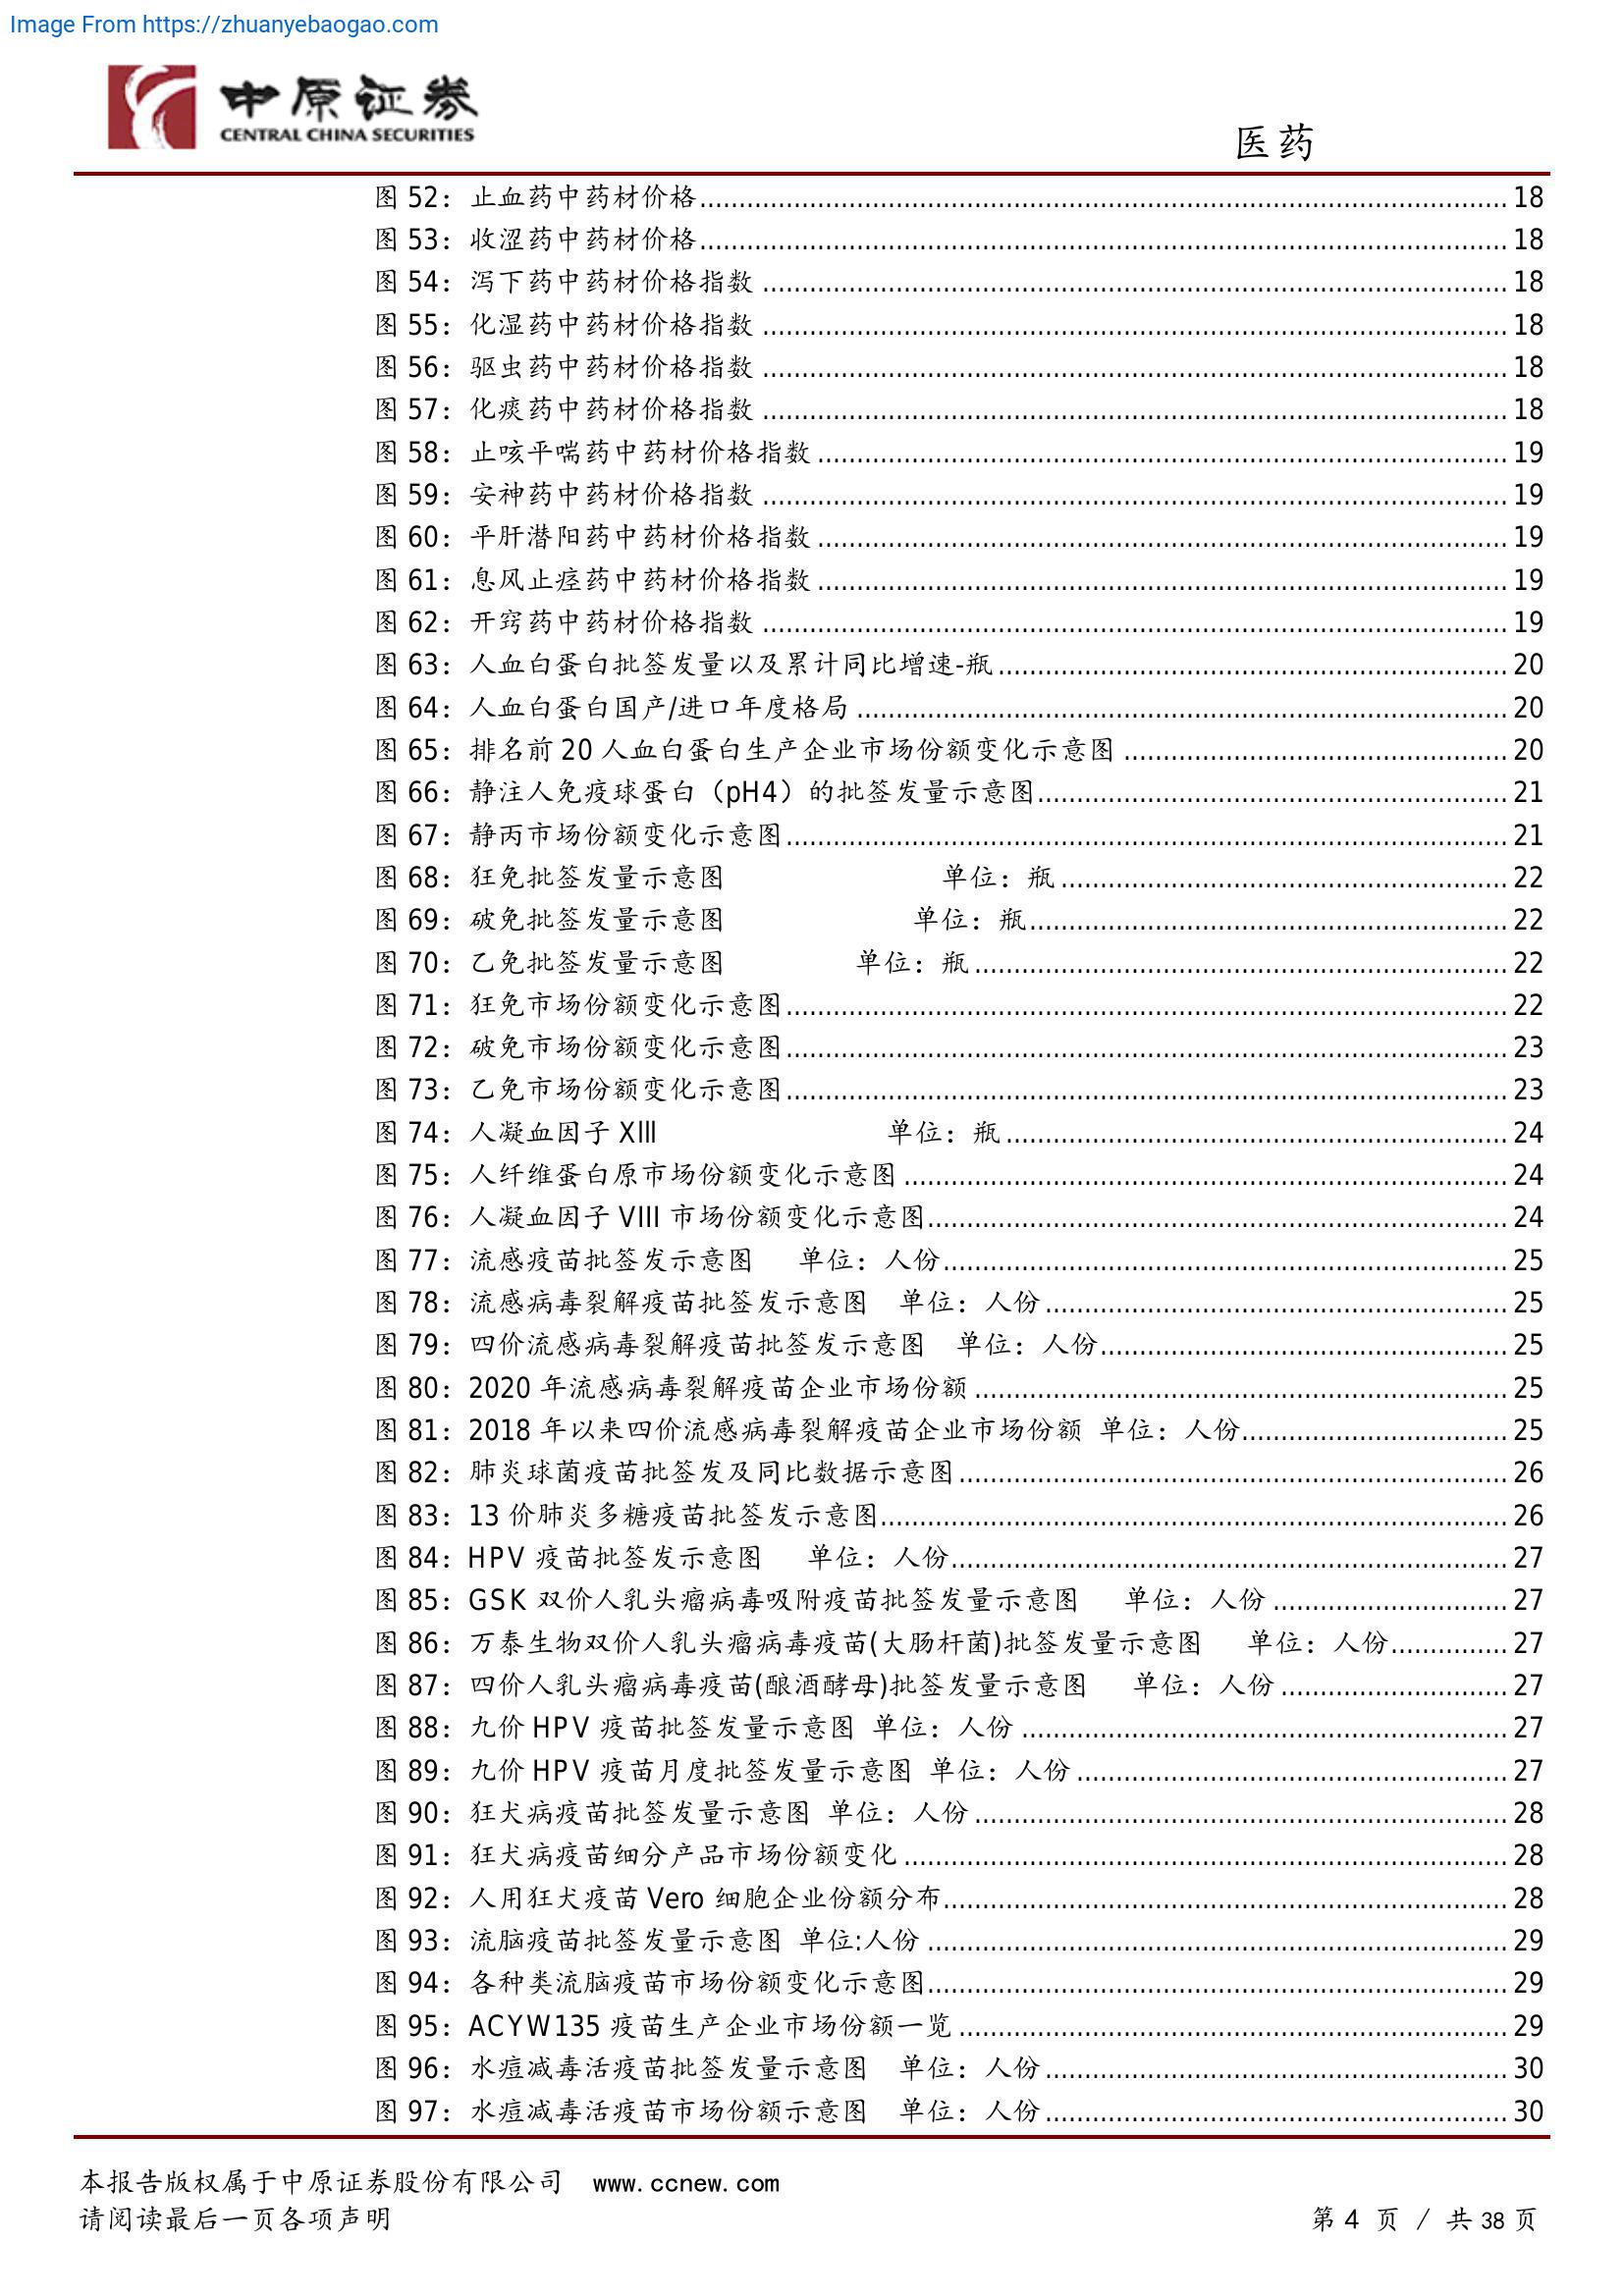 Image From https://zhuanyebaogao.com
中原证券
CENTRAL CHINA SECURITIES
医药
图 52：止血药中药材价格 18
图 53：收涩药中药材价格 18
图 54：泻下药中药材价格指数 18
图 55：化湿药中药材价格指数 18
图 56：驱虫药中药材价格指数 18
图 57：化痰药中药材价格指数 18
图 58：止咳平喘药中药材价格指数 19
图 59：安神药中药材价格指数 19
图 60：平肝潜阳药中药材价格指数 19
图 61：息风止痉药中药材价格指数 19
图 62：开窍药中药材价格指数 19
图 63：人血白蛋白批签发量以及累计同比增速-瓶 20
图 64：人血白蛋白国产/进口年度格局 20
图 65：排名前 20 人血白蛋白生产企业市场份额变化示意图 20
图 66：静注人免疫球蛋白（pH4）的批签发量示意图 21
图 67：静丙市场份额变化示意图 21
图 68：狂免批签发量示意图 单位：瓶 22
图 69：破免批签发量示意图 单位：瓶 22
图 70：乙免批签发量示意图 单位：瓶 22
图 71：狂免市场份额变化示意图 22
图 72：破免市场份额变化示意图 23
图 73：乙免市场份额变化示意图 23
图 74：人凝血因子 XIII 单位：瓶 24
图 75：人纤维蛋白原市场份额变化示意图 24
图 76：人凝血因子 VIII 市场份额变化示意图 24
图 77：流感疫苗批签发示意图 单位：人份 25
图 78：流感病毒裂解疫苗批签发示意图 单位：人份 25
图 79：四价流感病毒裂解疫苗批签发示意图 单位：人份 25
图 80：2020 年流感病毒裂解疫苗企业市场份额 25
图 81：2018 年以来四价流感病毒裂解疫苗企业市场份额 单位：人份 25
图 82：肺炎球菌疫苗批签发及同比数据示意图 26
图 83：13 价肺炎多糖疫苗批签发示意图 26
图 84：HPV 疫苗批签发示意图 单位：人份 27
图 85：GSK 双价人乳头瘤病毒吸附疫苗批签发量示意图 单位：人份 27
图 86：万泰生物双价人乳头瘤病毒疫苗(大肠杆菌)批签发量示意图 单位：人份 27
图 87：四价人乳头瘤病毒疫苗(酿酒酵母)批签发量示意图 单位：人份 27
图 88：九价 HPV 疫苗批签发量示意图 单位：人份 27
图 89：九价 HPV 疫苗月度批签发量示意图 单位：人份 27
图 90：狂犬病疫苗批签发量示意图 单位：人份 28
图 91：狂犬病疫苗细分产品市场份额变化 28
图 92：人用狂犬疫苗 Vero 细胞企业份额分布 28
图 93：流脑疫苗批签发量示意图 单位:人份 29
图 94：各种类流脑疫苗市场份额变化示意图 29
图 95：ACYW135 疫苗生产企业市场份额一览 29
图 96：水痘减毒活疫苗批签发量示意图 单位：人份 30
图 97：水痘减毒活疫苗市场份额示意图 单位：人份 30
本报告版权属于中原证券股份有限公司 www.ccnew.com
请阅读最后一页各项声明
第 4 页 / 共 38 页